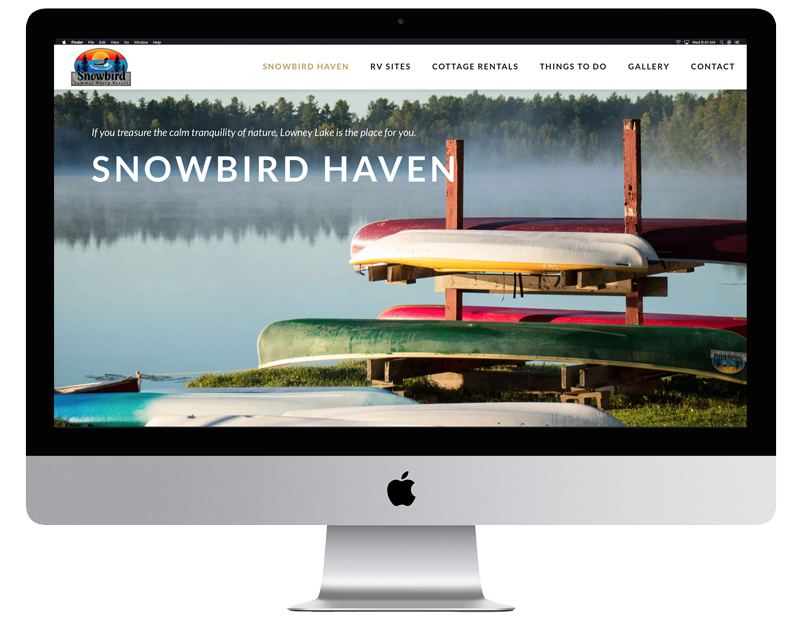 Finder File Edit View Go Window Help
Wed 9:41 AM
Snowbird
SNOWBIRD HAVEN RV SITES COTTAGE RENTALS THINGS TO DO GALLERY CONTACT
If you treasure the calm tranquility of nature, Lowney Lake is the place for you.
SNOWBIRD HAVEN